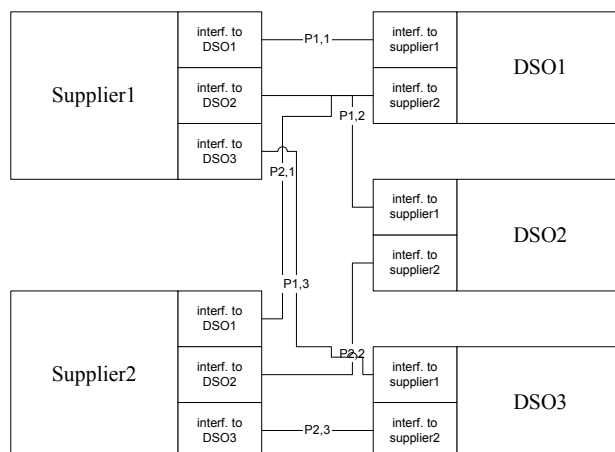 interf. to
DSO1
P1,1
interf. to
supplier1
DSO1
Supplier1
interf. to
DSO2
interf. to
supplier2
P1,2
interf. to
DSO3
P2,1
interf. to
supplier1
DSO2
interf. to
supplier2
P1,3
interf. to
DSO1
Supplier2
interf. to
DSO2
P2,2
interf. to
supplier1
DSO3
interf. to
DSO3
P2,3
interf. to
supplier2